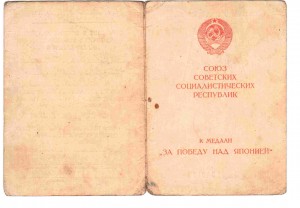 СОЮЗ
СОВЕТСКИХ
СОЦИАЛИСТИЧЕСКИХ
РЕСПУБЛИК
К МЕДАЛИ
„ЗА ПОБЕДУ НАД ЯПОНИЕЙ“